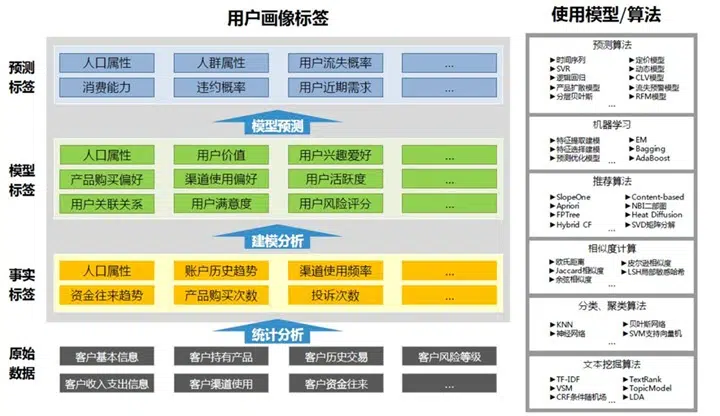 用户画像标签
使用模型/算法
预测
标签
人口属性 人群属性 用户流失概率 ...
消费能力 违约概率 用户近期需求 ...
模型预测
模型
标签
人口属性 用户价值 用户兴趣爱好 ...
产品购买偏好 渠道使用偏好 用户活跃度 ...
用户关联关系 用户满意度 用户风险评分 ...
建模分析
事实
标签
人口属性 账户历史趋势 渠道使用频率 ...
资金往来趋势 产品购买次数 投诉次数 ...
统计分析
原始
数据
客户基本信息 客户持有产品 客户历史交易 客户风险等级
客户收入支出信息 客户渠道使用 客户资金往来 ...
预测算法
▶时间序列 ▶定价模型
▶SVR ▶动态模型
▶逻辑回归 ▶CLV模型
▶产品扩散模型 ▶流失预警模型
▶分层贝叶斯 ▶RFM模型
...
机器学习
▶特征提取建模 ▶EM
▶特征选择建模 ▶Bagging
▶预测优化模型 ▶AdaBoost
...
推荐算法
▶SlopeOne ▶Content-based
▶Apriori ▶NBI二部图
▶FPTree ▶Heat Diffusion
▶Hybrid CF ▶SVD矩阵分解
...
相似度计算
▶欧氏距离 ▶皮尔逊相似度
▶Jaccard相似度 ▶LSH局部敏感哈希
▶余弦相似度
...
分类、聚类算法
▶KNN ▶贝叶斯网络
▶神经网络 ▶SVM支持向量机
...
文本挖掘算法
▶TF-IDF ▶TextRank
▶VSM ▶TopicModel
▶CRF条件随机场 ▶LDA
...